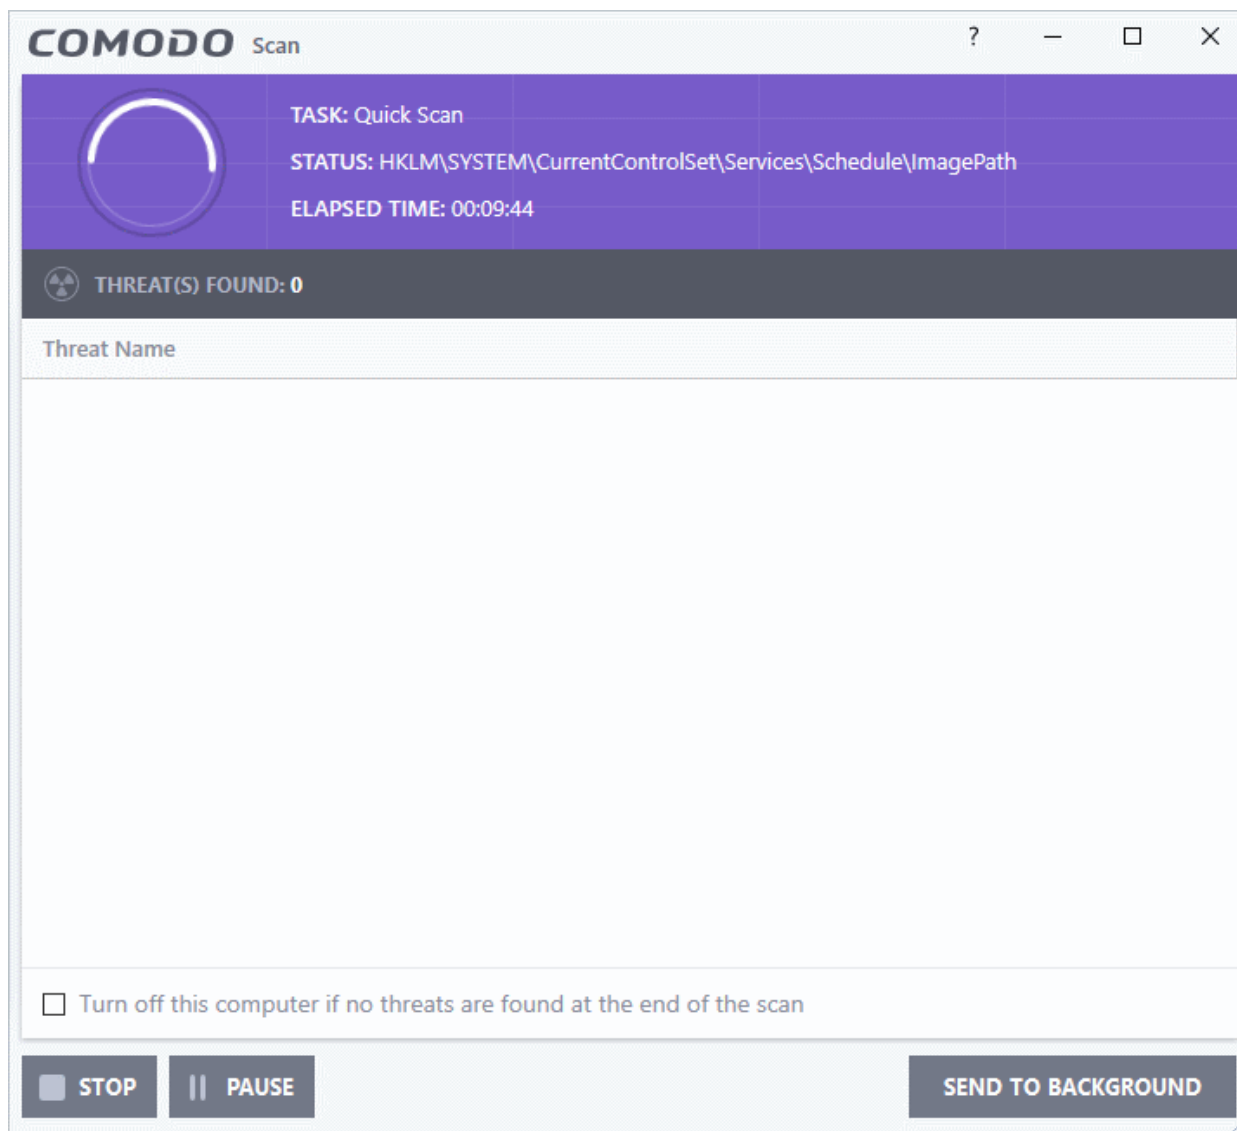 COMODO Scan ?
TASK: Quick Scan
STATUS: HKLM\SYSTEM\CurrentControlSet\Services\Schedule\ImagePath
ELAPSED TIME: 00:09:44
THREAT(S) FOUND: 0
Threat Name
Turn off this computer if no threats are found at the end of the scan
STOP PAUSE SEND TO BACKGROUND